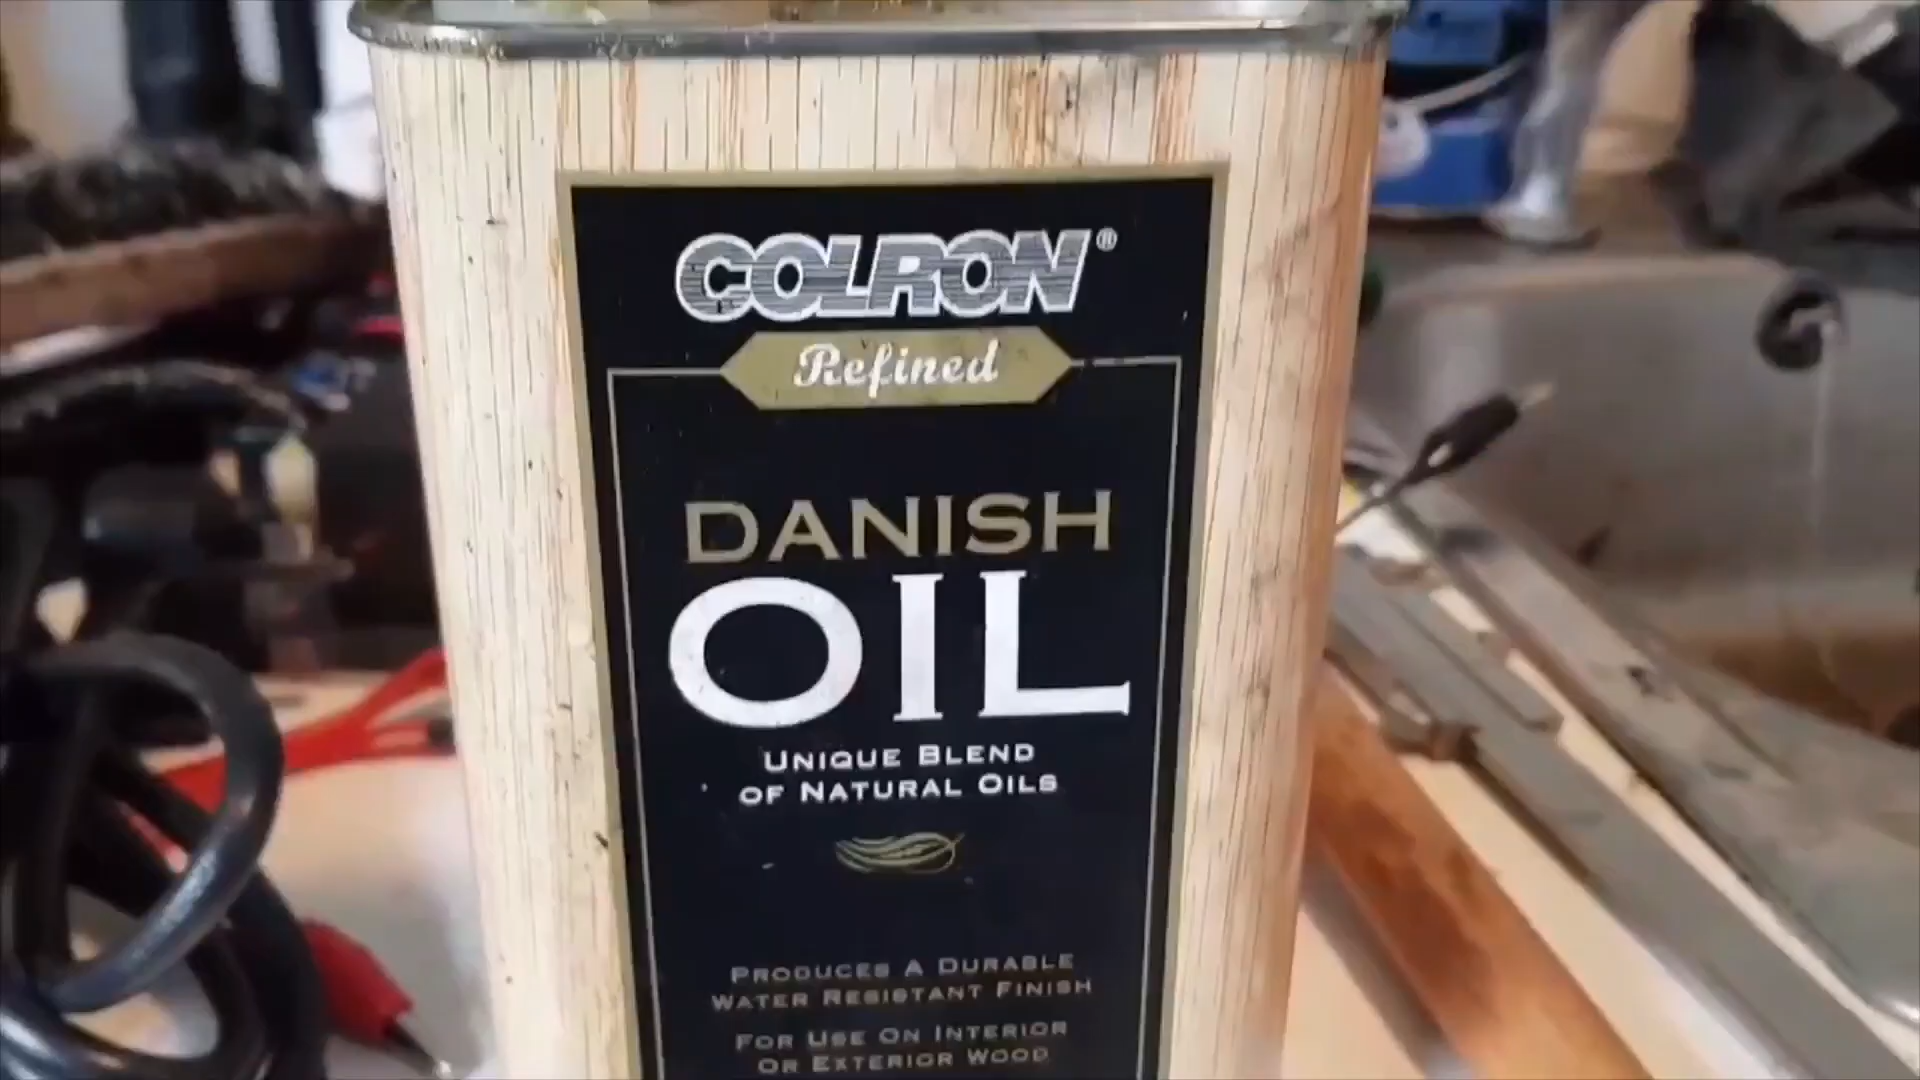 COLRON®
Refined
DANISH
OIL
UNIQUE BLEND
OF NATURAL OILS
PRODUCES A DURABLE
WATER RESISTANT FINISH
FOR USE ON INTERIOR
OR EXTERIOR WOOD